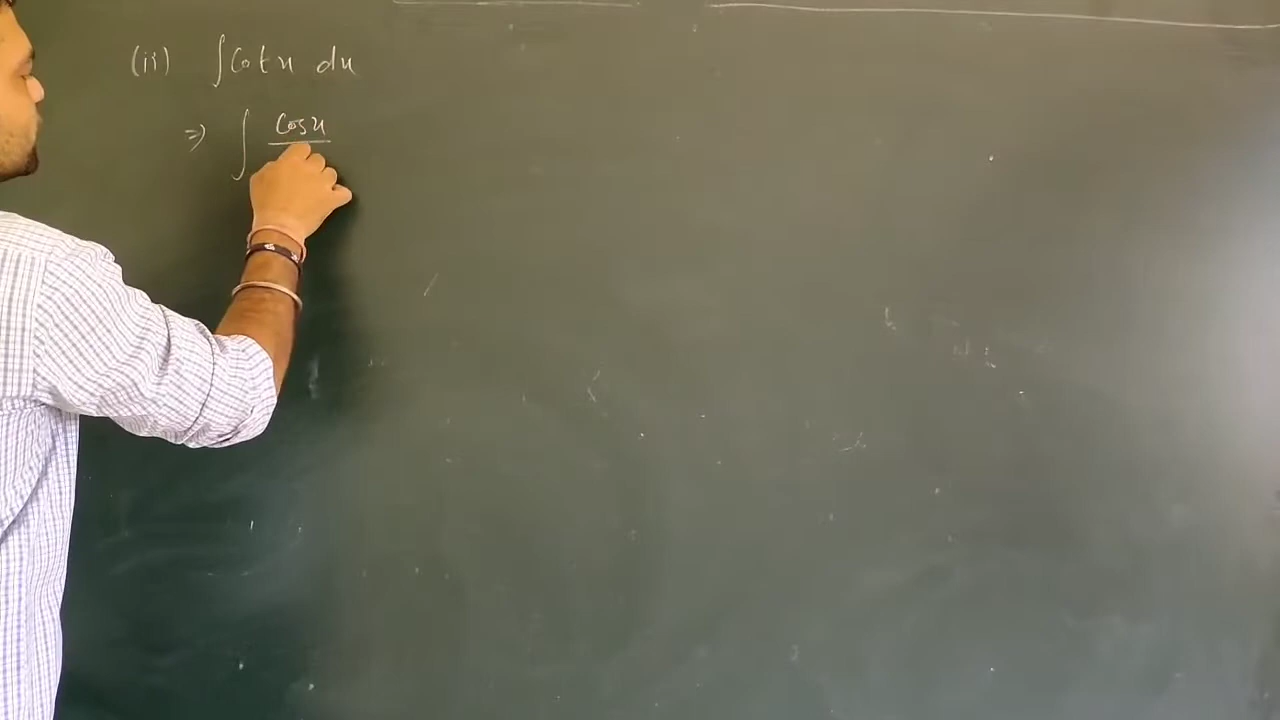 (ii) ∫ Cot x dx
⇒ ∫ Cos x